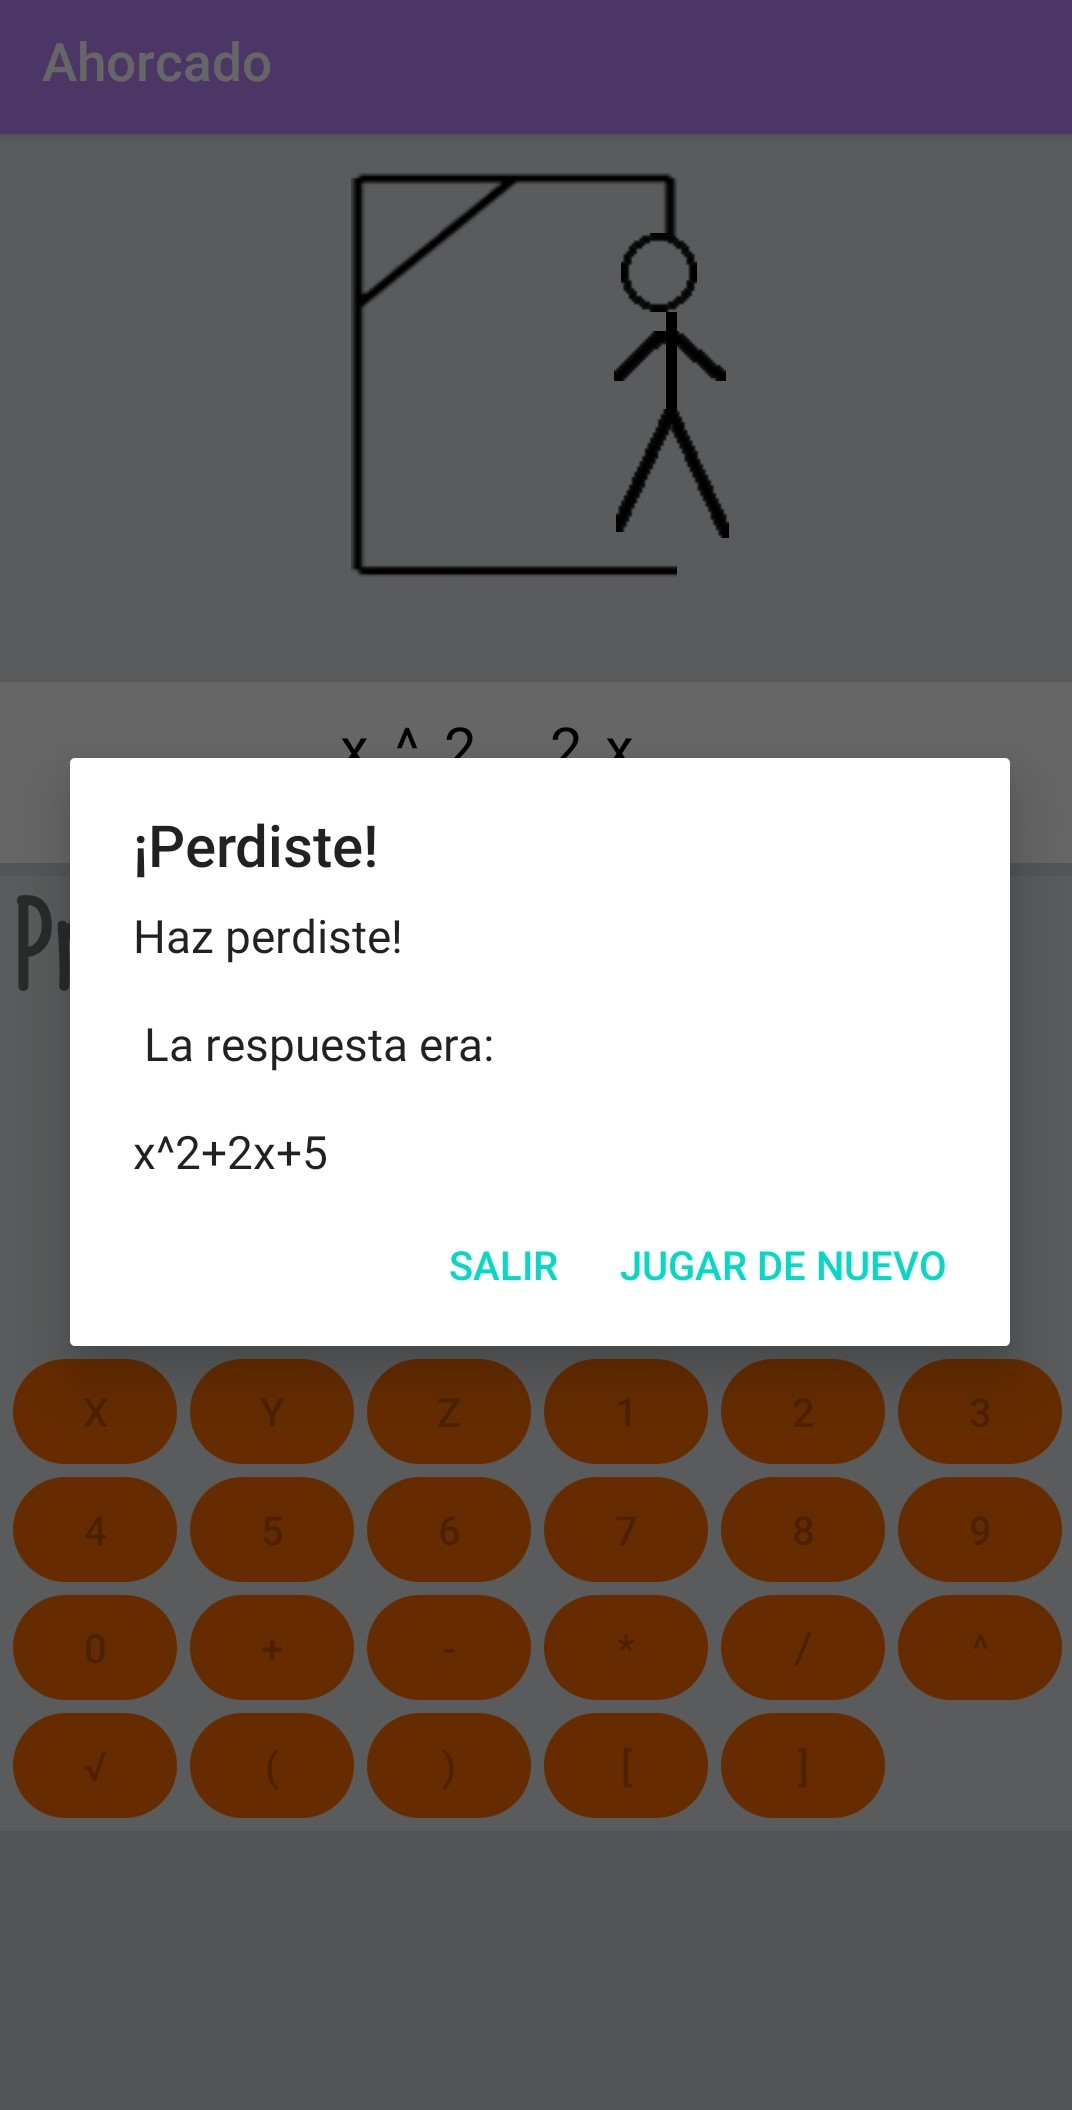 Ahorcado
x ^ 2 2 x
¡Perdiste!
Haz perdiste!
La respuesta era:
x^2+2x+5
SALIR JUGAR DE NUEVO
X Y Z 1 2 3
4 5 6 7 8 9
0 + - * / ^
√ ( ) [ ]